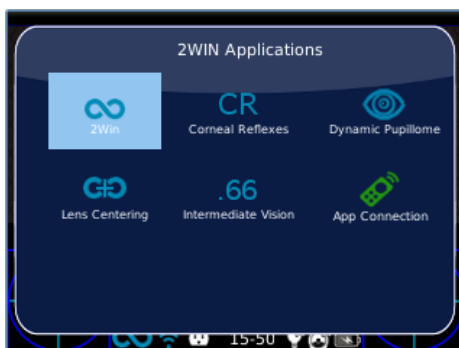 2WIN Applications
CR
2Win
Corneal Reflexes
Dynamic Pupillome
.66
Lens Centering
Intermediate Vision
App Connection
15-50